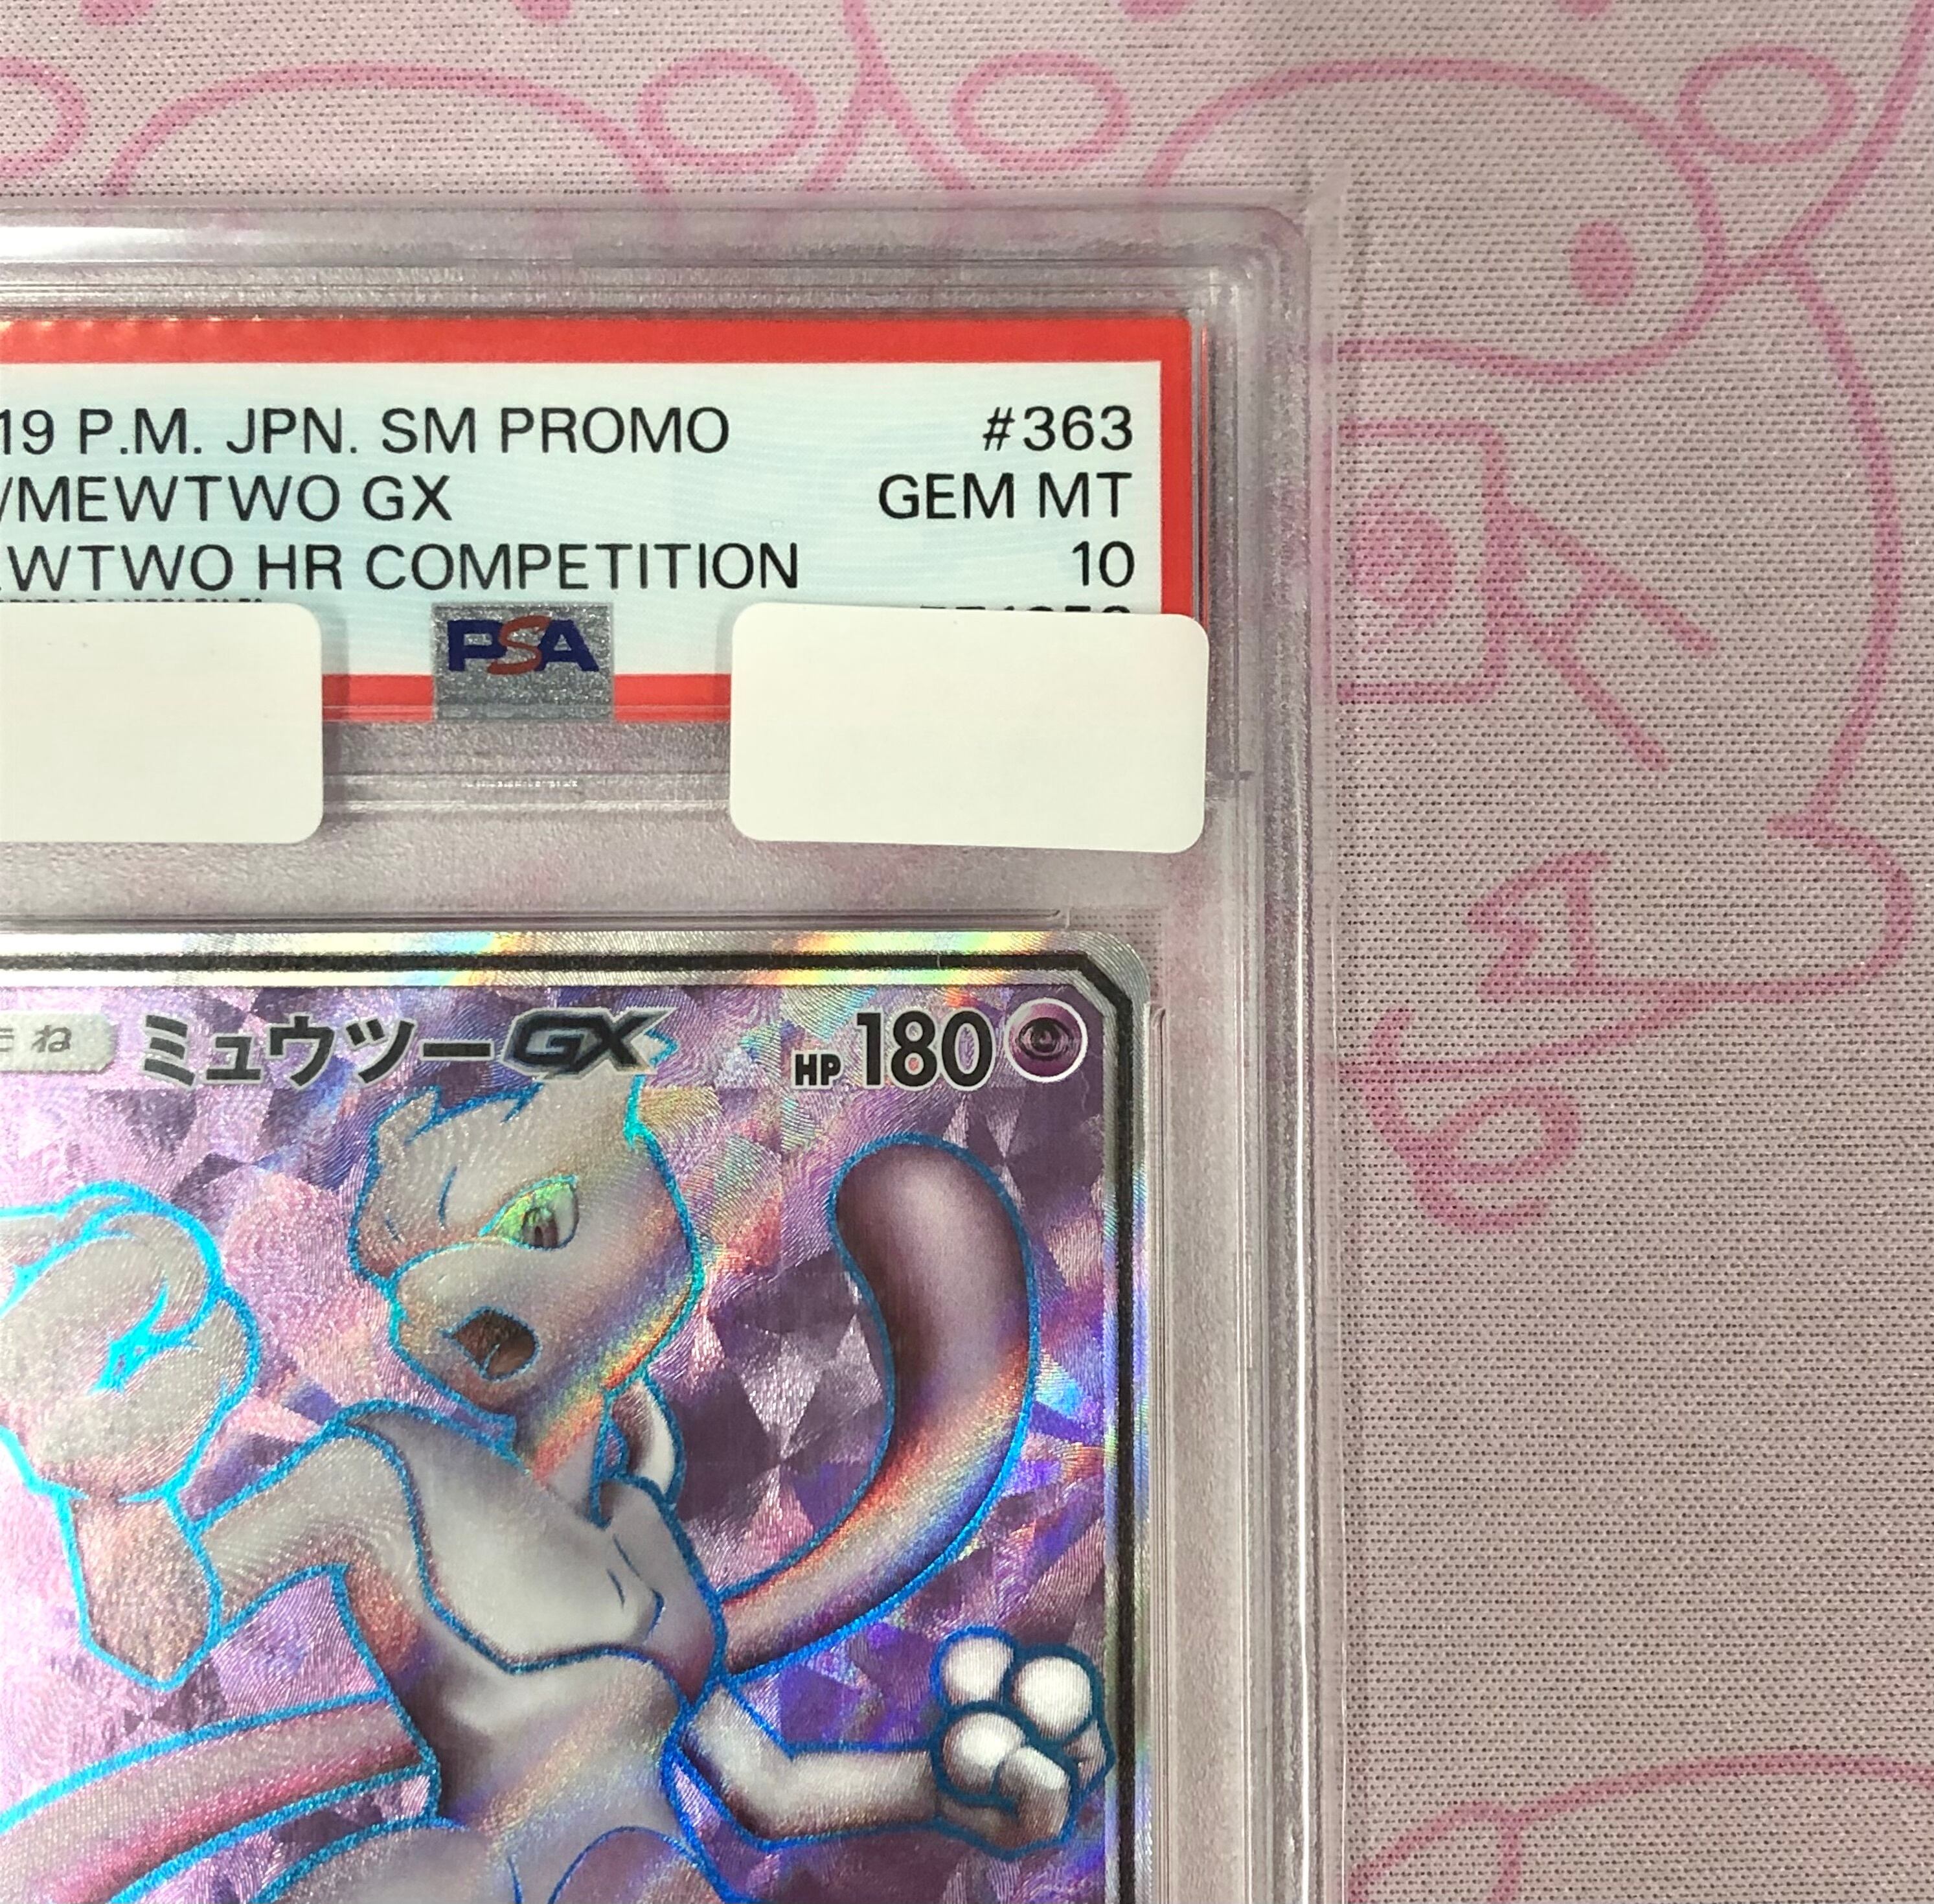 19 P.M. JPN. SM PROMO #363
/MEWTWO GX GEM MT
WTWO HR COMPETITION 10
PSA
ね ミュウツーGX HP 180